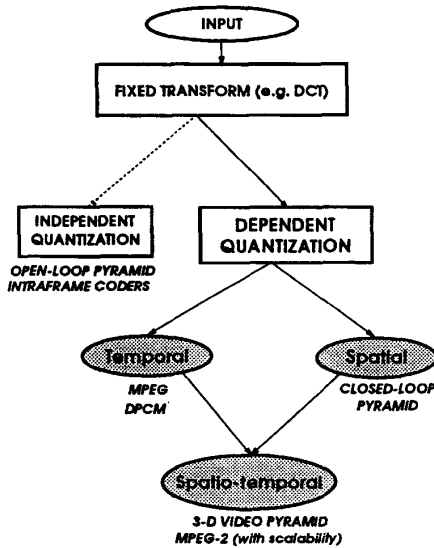 INPUT
FIXED TRANSFORM (e.g. DCT)
INDEPENDENT
QUANTIZATION
OPEN-LOOP PYRAMID
INTRAFRAME CODERS
DEPENDENT
QUANTIZATION
Temporal
MPEG
DPCM
Spatial
CLOSED-LOOP
PYRAMID
Spatio-temporal
3-D VIDEO PYRAMID
MPEG-2 (with scalability)